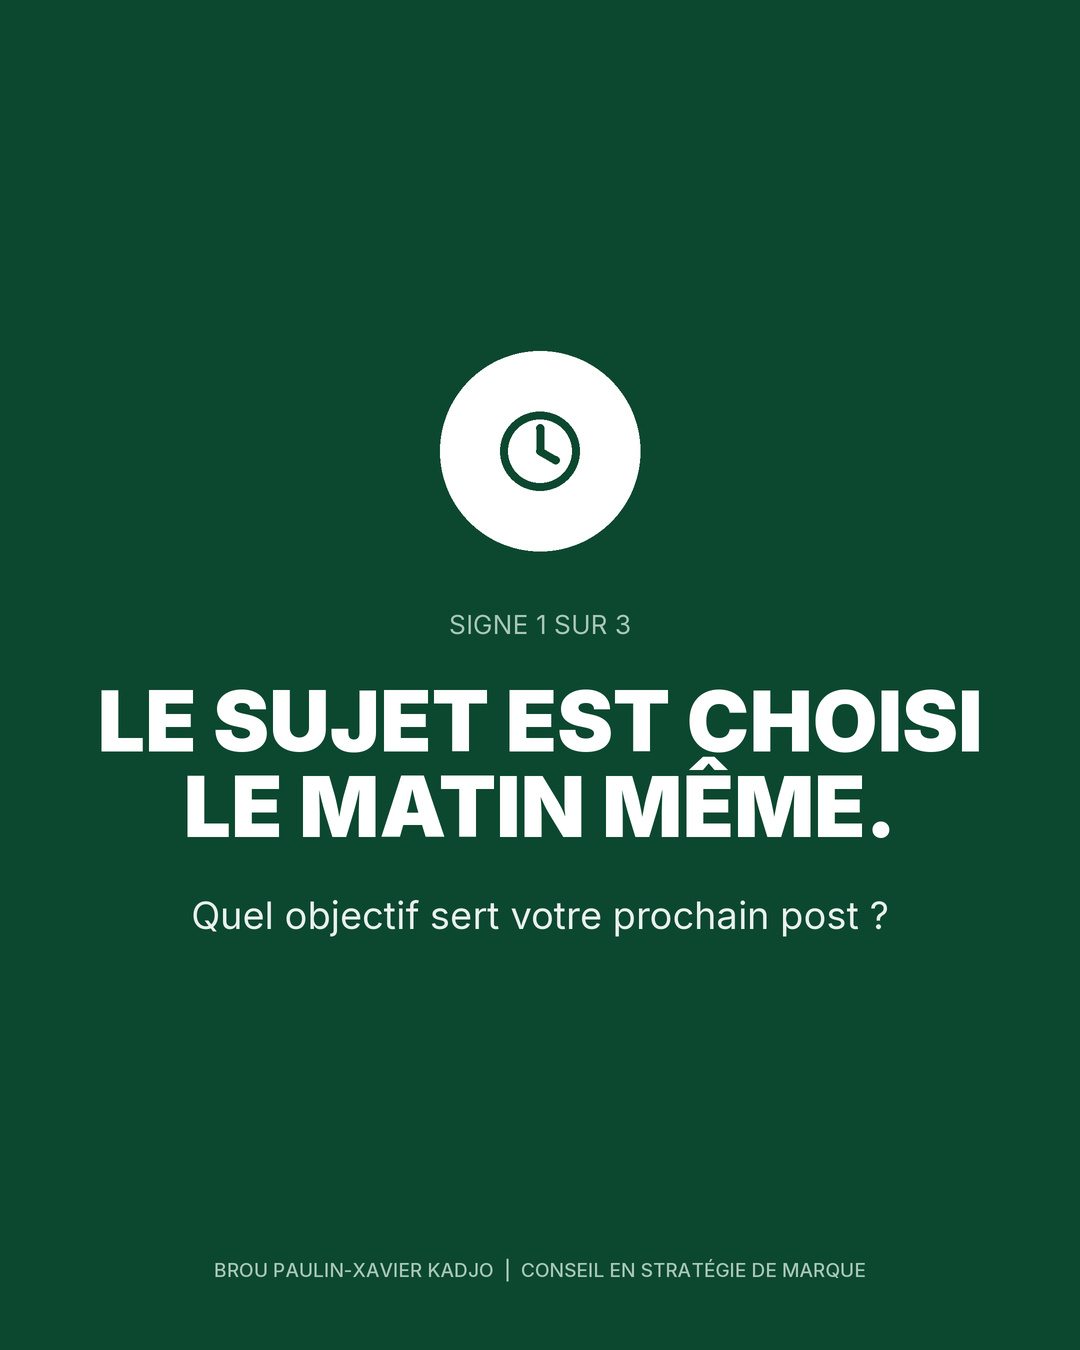 SIGNE 1 SUR 3
LE SUJET EST CHOISI
LE MATIN MÊME.
Quel objectif sert votre prochain post ?
BROU PAULIN-XAVIER KADJO | CONSEIL EN STRATÉGIE DE MARQUE